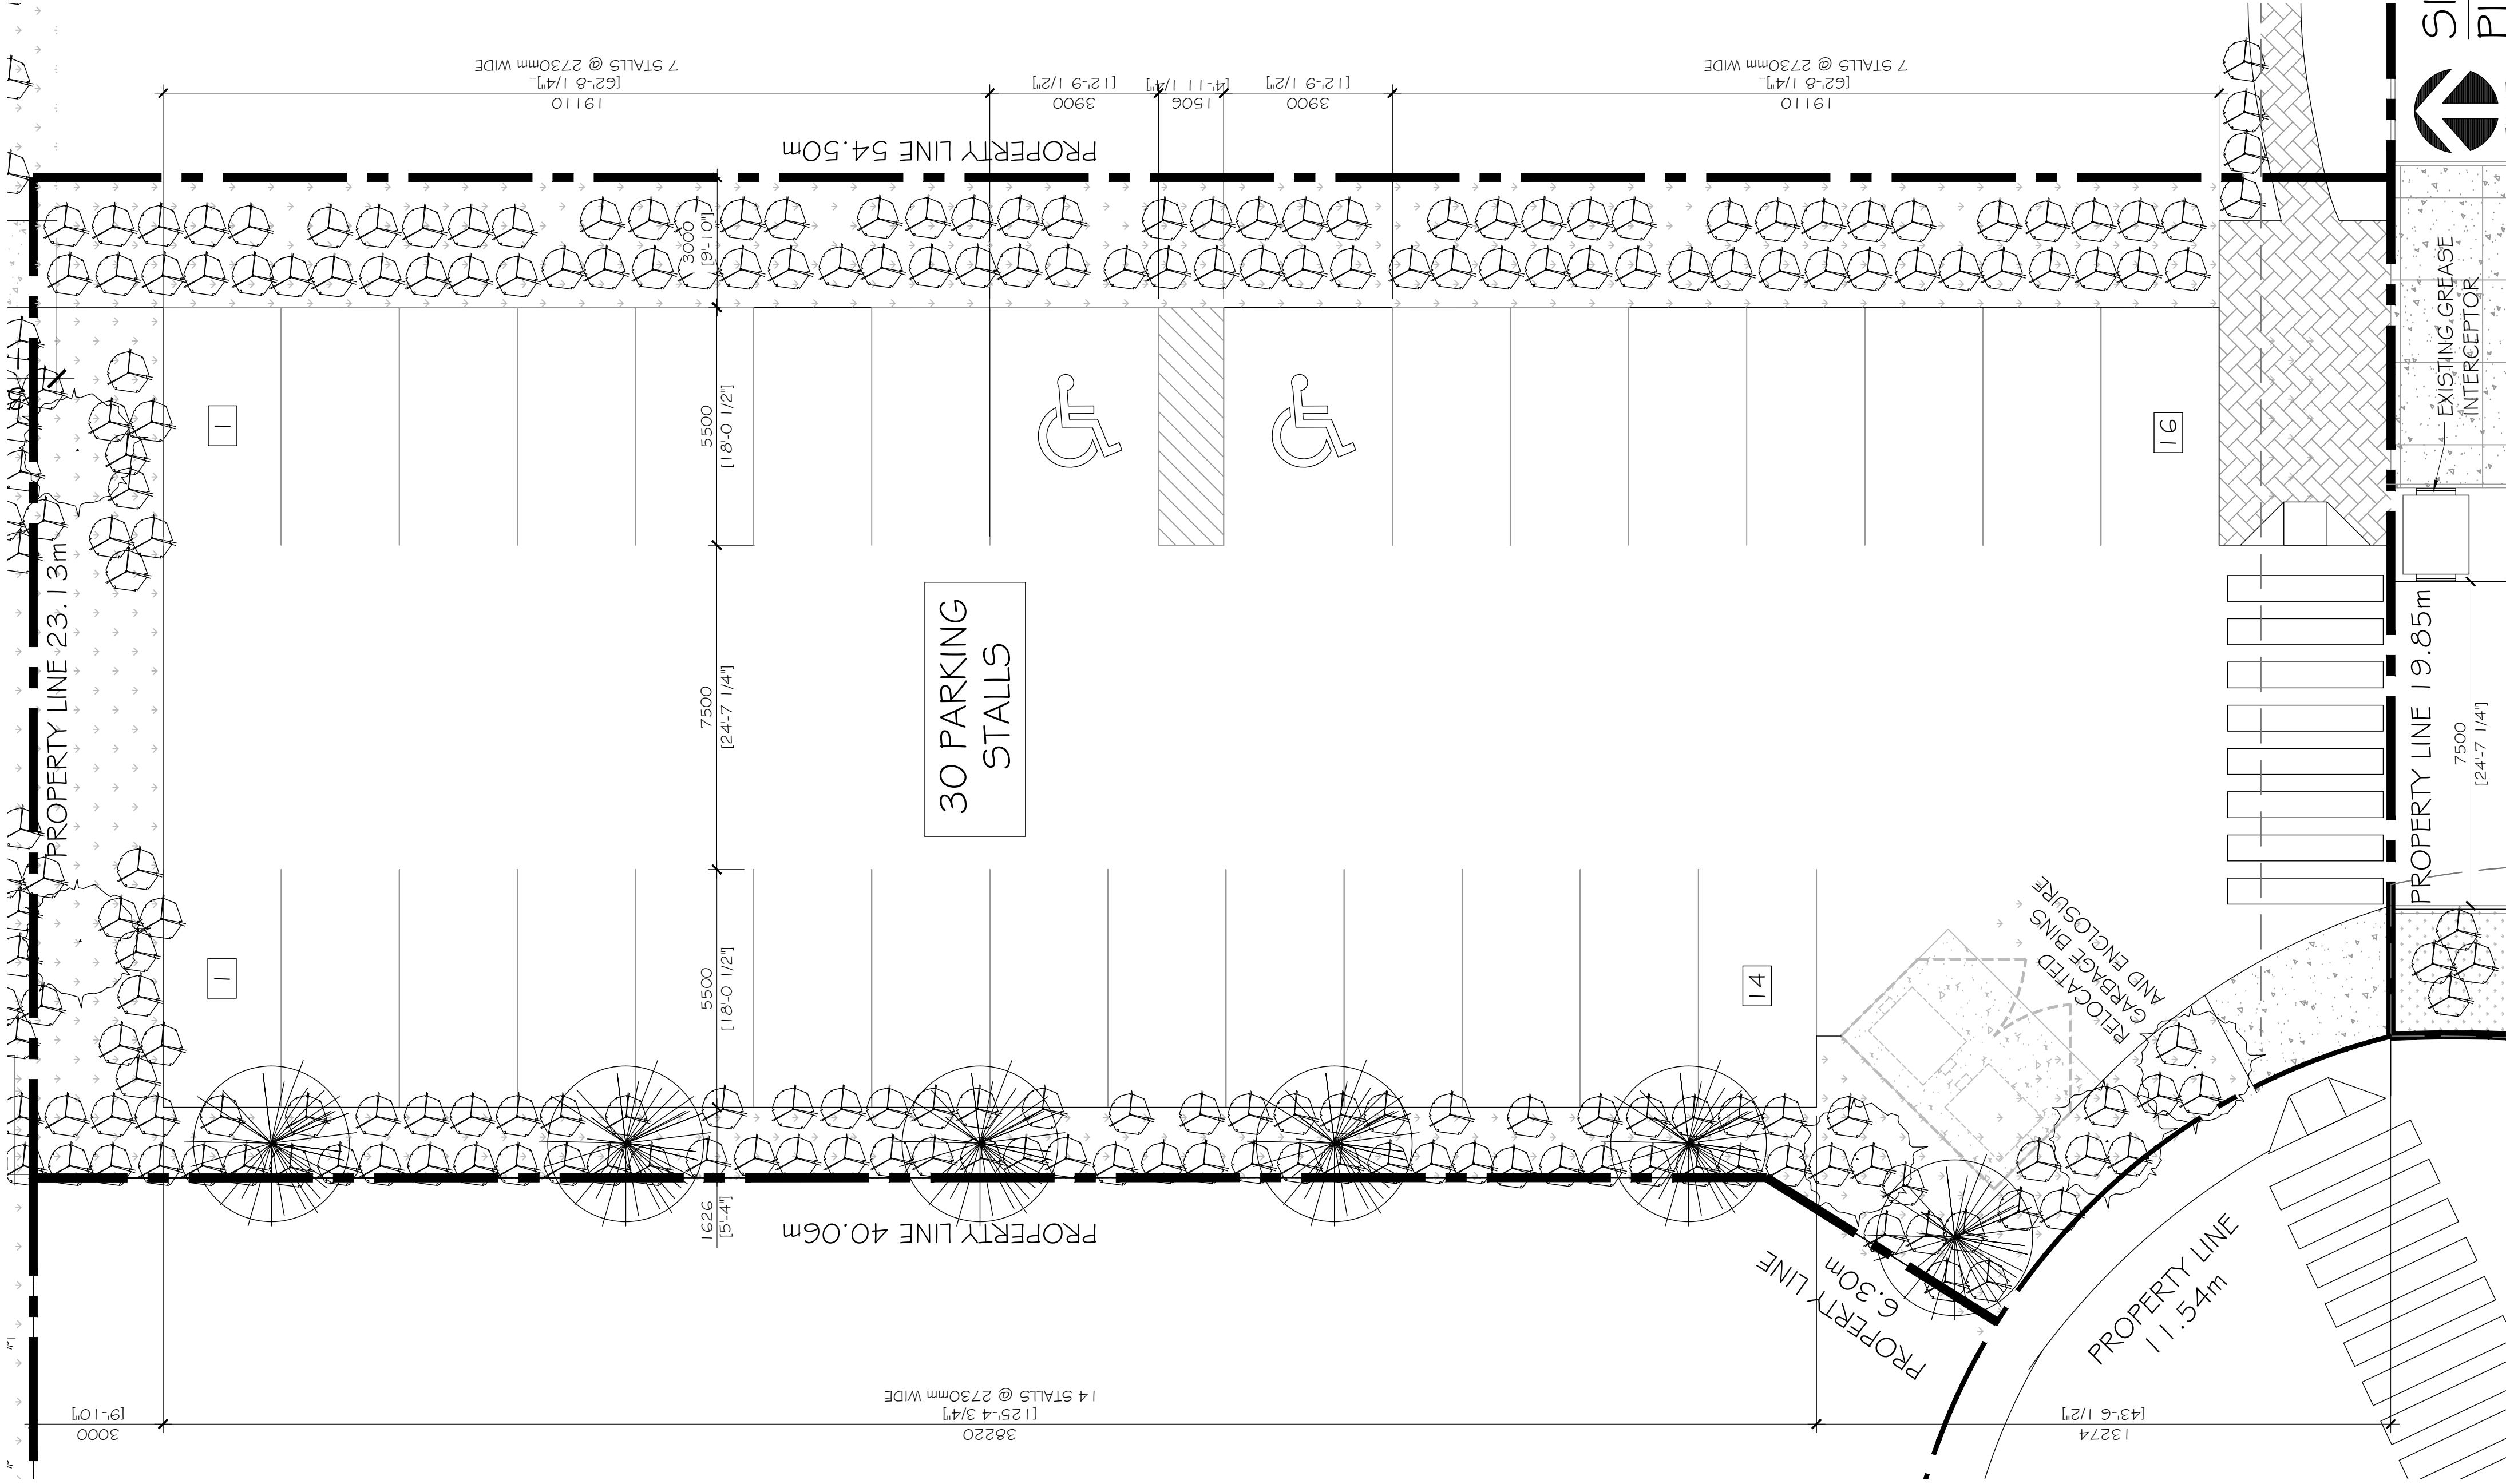 7 STALLS @ 2730mm WIDE
[62'-8 1/4"]
19110
[12'-9 1/2"]
3900
[4'-11 1/4"]
1506
[12'-9 1/2"]
3900
7 STALLS @ 2730mm WIDE
[62'-8 1/4"]
19110
PROPERTY LINE 54.50m
3000
[9'-10"]
EXISTING GREASE
INTERCEPTOR
1
5500
[18'-0 1/2"]
16
PROPERTY LINE 23.13m
30 PARKING
STALLS
7500
[24'-7 1/4"]
PROPERTY LINE 19.85m
7500
[24'-7 1/4"]
1
5500
[18'-0 1/2"]
14
RELOCATED
GARBAGE BINS
AND ENCLOSURE
1626
[5'-4"]
PROPERTY LINE 40.06m
PROPERTY LINE
6.30m
PROPERTY LINE
11.54m
[9'-10"]
3000
14 STALLS @ 2730mm WIDE
[125'-4 3/4"]
38220
[43'-6 1/2"]
13274